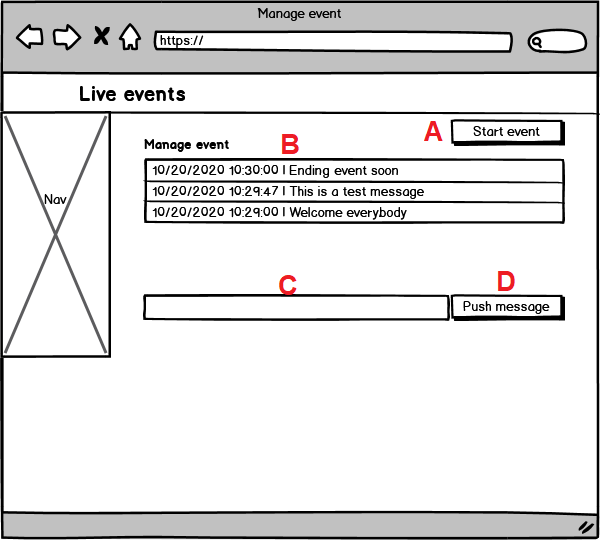 Manage event
https://
Live events
A
Start event
Manage event
B
10/20/2020 10:30:00 | Ending event soon
10/20/2020 10:29:47 | This is a test message
10/20/2020 10:29:00 | Welcome everybody
Nav
C
D
Push message